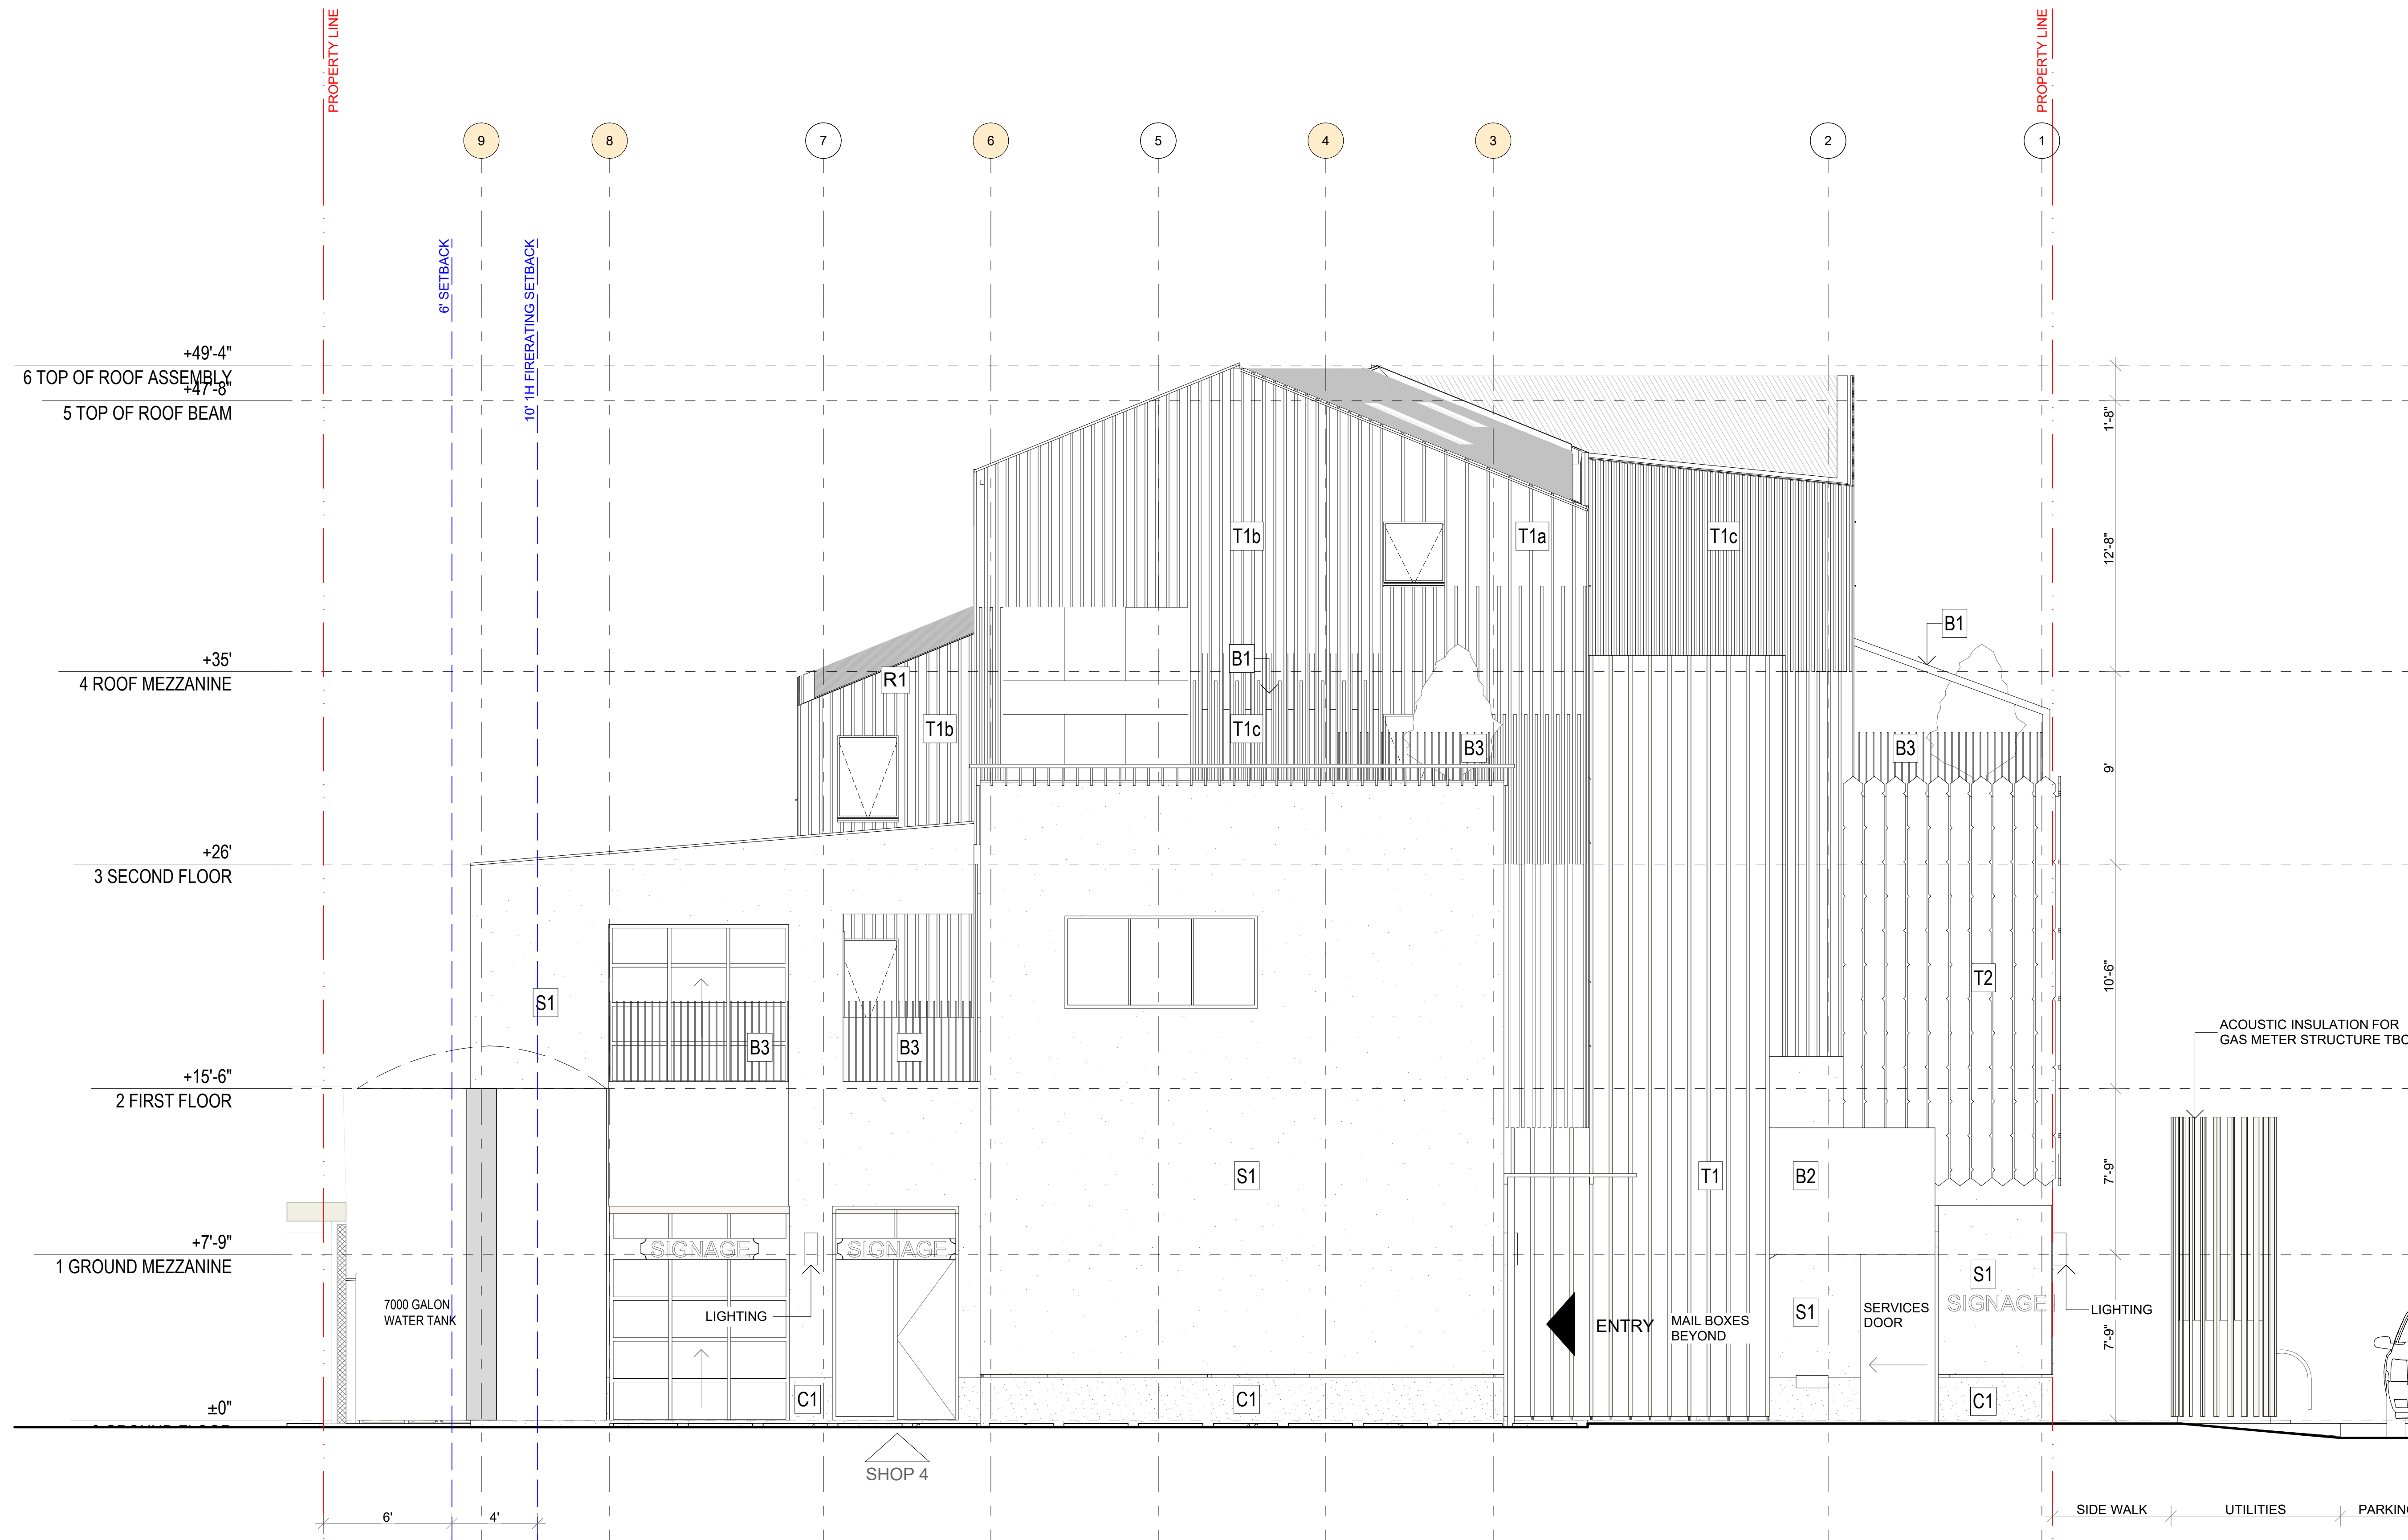 PROPERTY LINE
PROPERTY LINE
9
8
7
6
5
4
3
2
1
6' SETBACK
10' 1H FIRERATING SETBACK
+49'-4"
6 TOP OF ROOF ASSEMBLY
+47'-8"
5 TOP OF ROOF BEAM
1'-8"
T1b
T1a
T1c
12'-8"
B1
B1
+35'
4 ROOF MEZZANINE
R1
T1b
T1c
B3
B3
9'
+26'
3 SECOND FLOOR
S1
T2
10'-6"
ACOUSTIC INSULATION FOR
GAS METER STRUCTURE TBC
B3
B3
+15'-6"
2 FIRST FLOOR
S1
T1
B2
7'-9"
+7'-9"
1 GROUND MEZZANINE
SIGNAGE
SIGNAGE
S1
SIGNAGE
7000 GALON
WATER TANK
LIGHTING
ENTRY
MAIL BOXES
BEYOND
S1
SERVICES
DOOR
LIGHTING
7'-9"
C1
C1
C1
±0"
SHOP 4
6'
4'
SIDE WALK
UTILITIES
PARKING